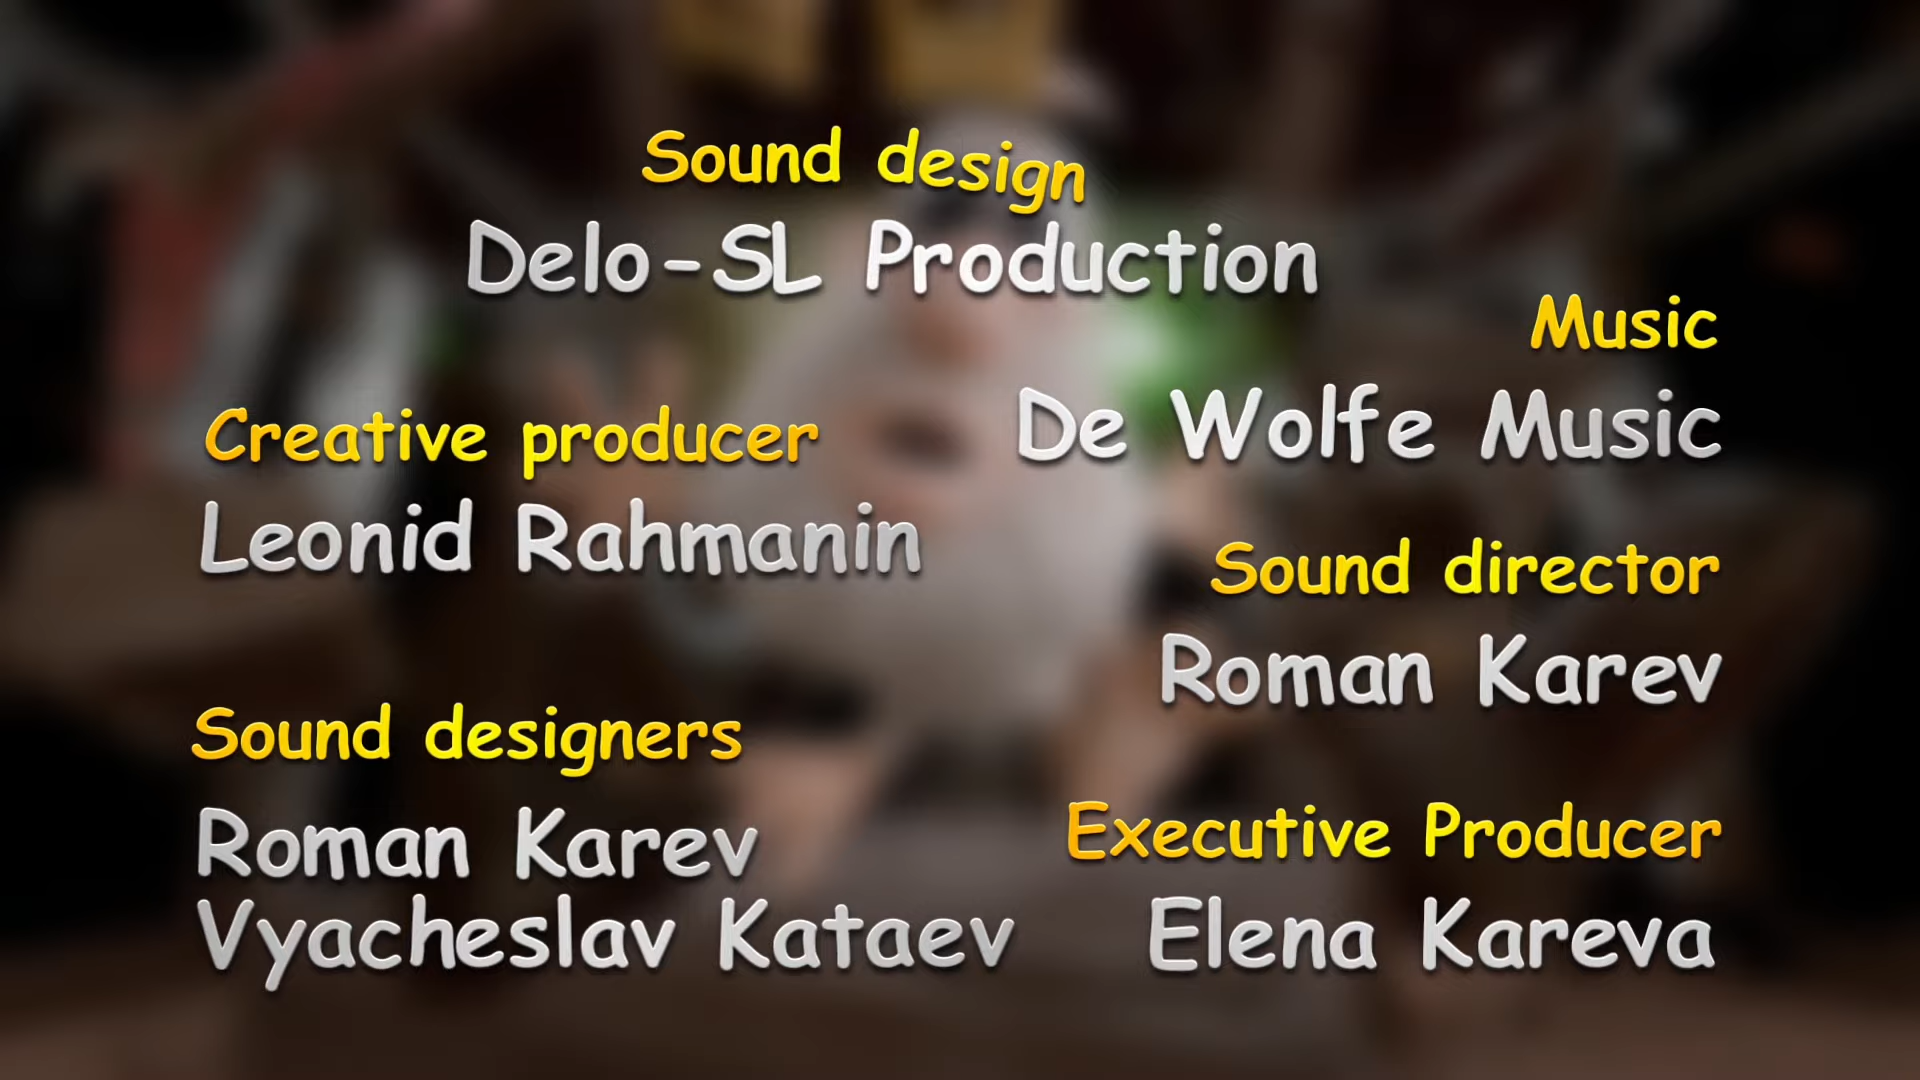 Sound design
Delo-SL Production
Music
De Wolfe Music
Creative producer
Leonid Rahmanin
Sound director
Roman Karev
Sound designers
Roman Karev
Vyacheslav Kataev
Executive Producer
Elena Kareva